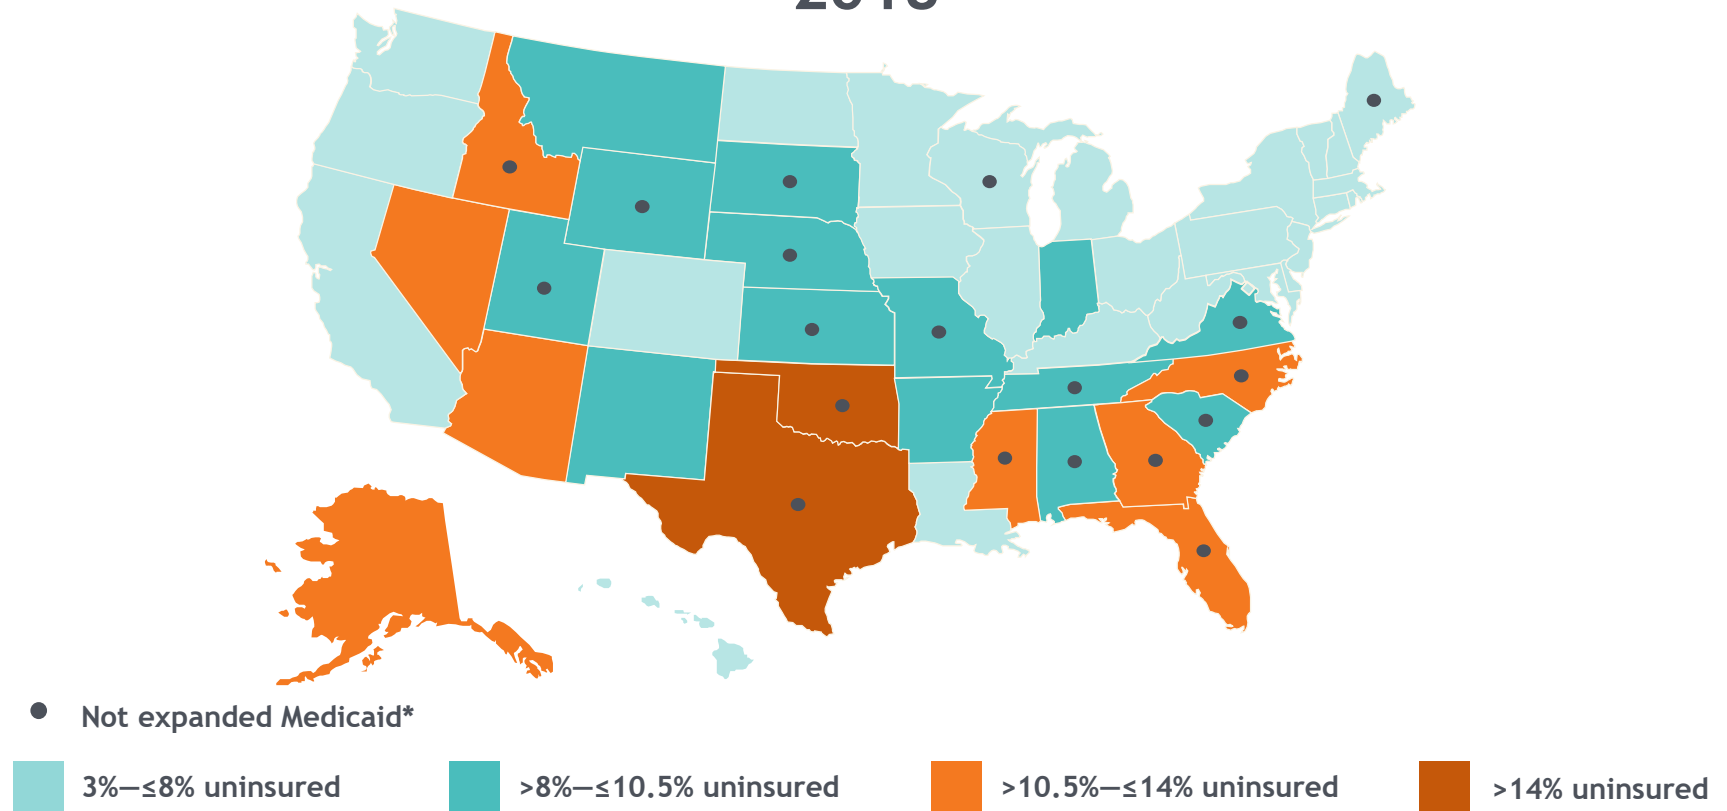 Not expanded Medicaid*
3%—≤8% uninsured
>8%—≤10.5% uninsured
>10.5%—≤14% uninsured
>14% uninsured